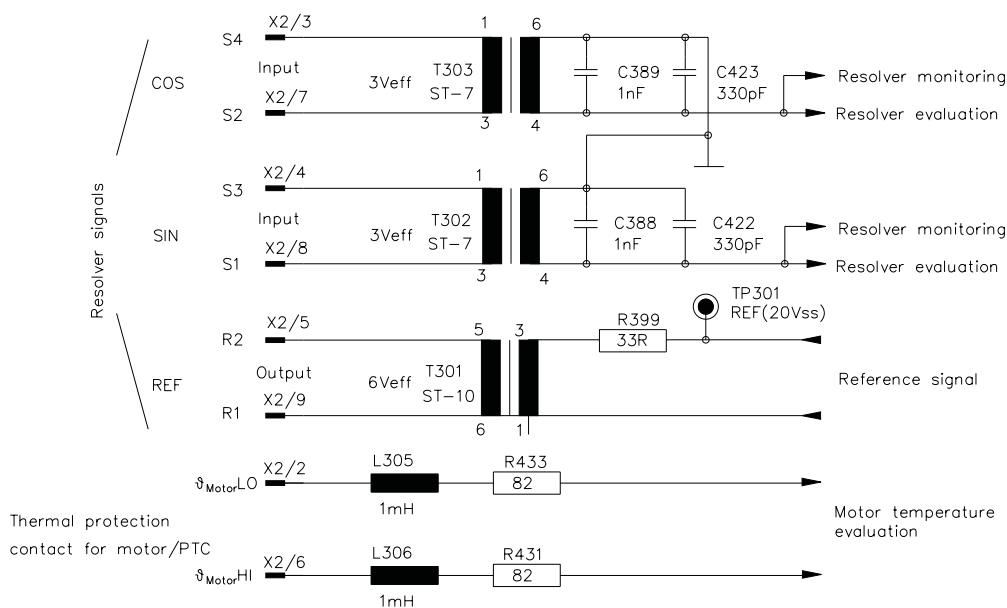 S4 X2/3 1 6
COS Input 3Veff T303 ST-7 C389 1nF C423 330pF Resolver monitoring
S2 X2/7 3 4 Resolver evaluation
S3 X2/4 1 6
Resolver signals
SIN Input 3Veff T302 ST-7 C388 1nF C422 330pF Resolver monitoring
S1 X2/8 3 4 Resolver evaluation
TP301
REF(20Vss)
R2 X2/5 5 3 R399 33R
REF Output 6Veff T301 ST-10 Reference signal
R1 X2/9 6 1
ϑMotorLO X2/2 L305 1mH R433 82
Thermal protection
contact for motor/PTC
Motor temperature
evaluation
ϑMotorHI X2/6 L306 1mH R431 82